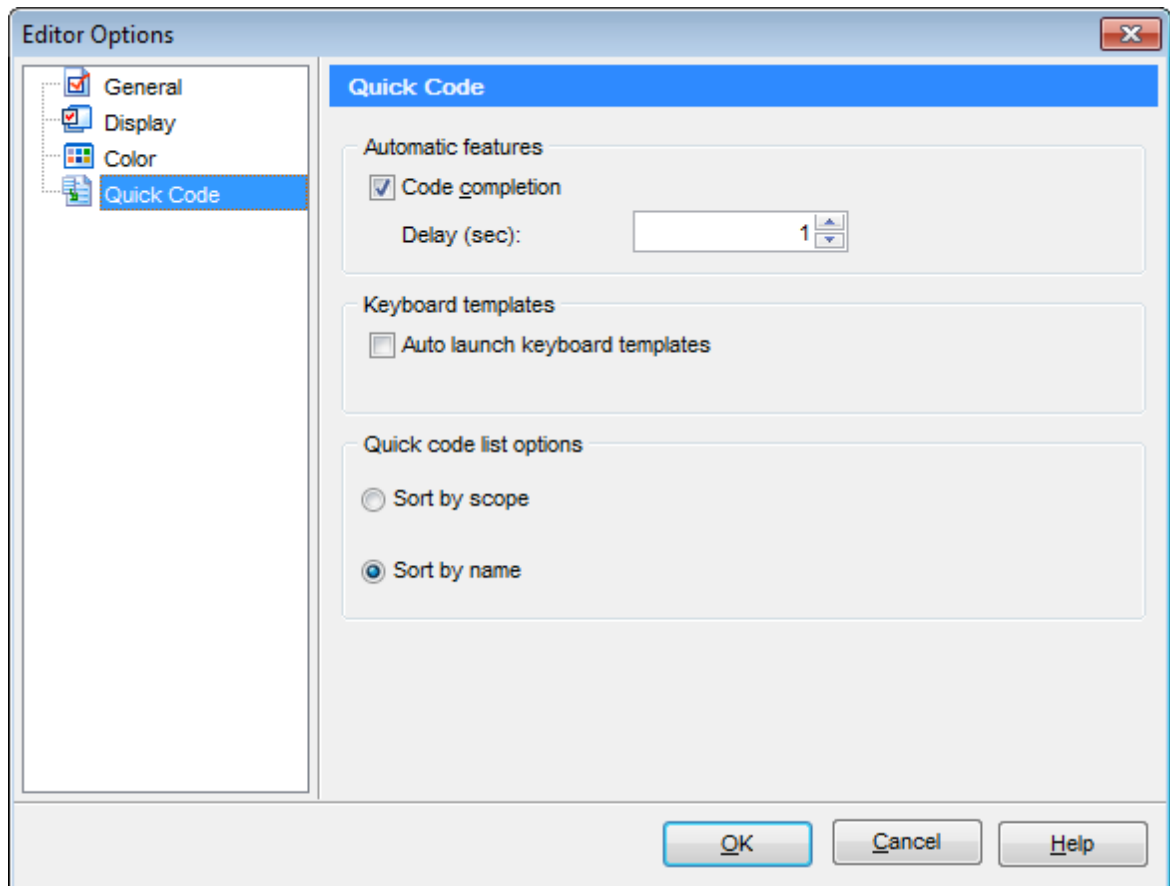 Editor Options
General
Display
Color
Quick Code
Quick Code
Automatic features
Code completion
Delay (sec): 1
Keyboard templates
Auto launch keyboard templates
Quick code list options
Sort by scope
Sort by name
OK Cancel Help